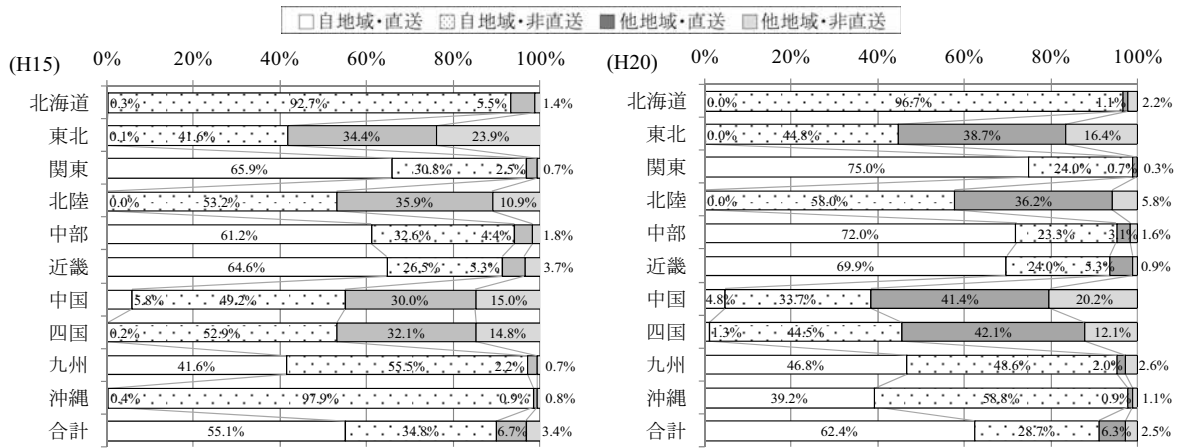 自地域・直送 自地域・非直送 他地域・直送 他地域・非直送
(H15) 0% 20% 40% 60% 80% 100%
北海道 0.3% 92.7% 5.5% 1.4%
東北 0.1% 41.6% 34.4% 23.9%
関東 65.9% 30.8% 2.5% 0.7%
北陸 0.0% 53.2% 35.9% 10.9%
中部 61.2% 32.6% 4.4% 1.8%
近畿 64.6% 26.5% 5.3% 3.7%
中国 5.8% 49.2% 30.0% 15.0%
四国 0.2% 52.9% 32.1% 14.8%
九州 41.6% 55.5% 2.2% 0.7%
沖縄 0.4% 97.9% 0.9% 0.8%
合計 55.1% 34.8% 6.7% 3.4%
(H20) 0% 20% 40% 60% 80% 100%
北海道 0.0% 96.7% 1.1% 2.2%
東北 0.0% 44.8% 38.7% 16.4%
関東 75.0% 24.0% 0.7% 0.3%
北陸 0.0% 58.0% 36.2% 5.8%
中部 72.0% 23.3% 3.1% 1.6%
近畿 69.9% 24.0% 5.3% 0.9%
中国 4.8% 33.7% 41.4% 20.2%
四国 1.3% 44.5% 42.1% 12.1%
九州 46.8% 48.6% 2.0% 2.6%
沖縄 39.2% 58.8% 0.9% 1.1%
合計 62.4% 28.7% 6.3% 2.5%